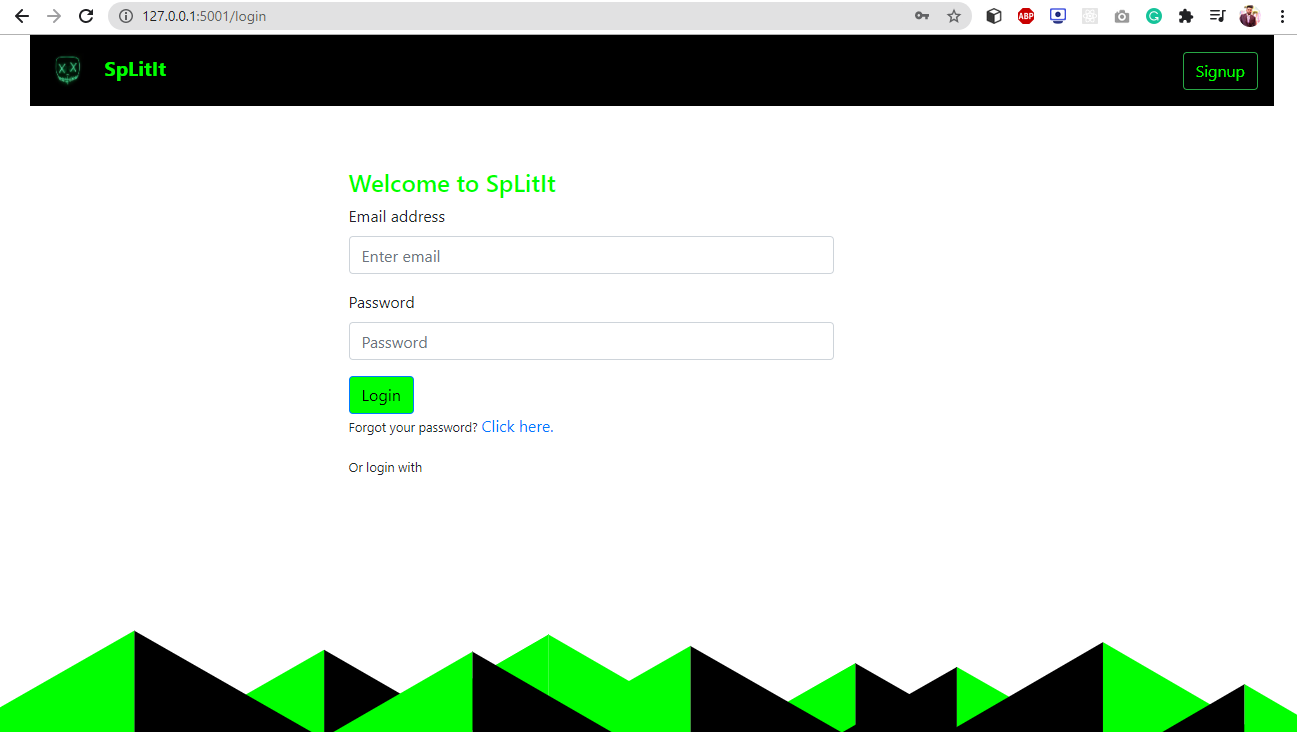 127.0.0.1:5001/login
ABP
SpLitIt
Signup
Welcome to SpLitIt
Email address
Enter email
Password
Password
Login
Forgot your password? Click here.
Or login with